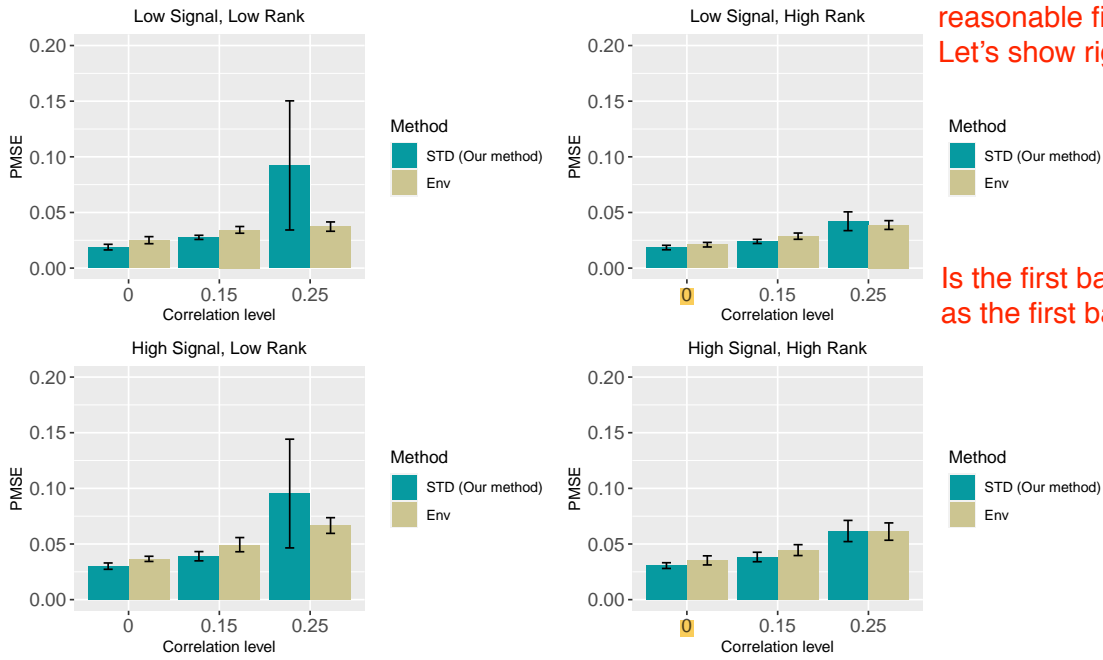 Low Signal, Low Rank
0.20
0.15
0.10
0.05
0.00
PMSE
0
0.15
0.25
Correlation level
Method
STD (Our method)
Env
Low Signal, High Rank
0.20
0.15
0.10
0.05
0.00
PMSE
0
0.15
0.25
Correlation level
Method
STD (Our method)
Env
reasonable
Let's show
Is the first
as the first
High Signal, Low Rank
0.20
0.15
0.10
0.05
0.00
PMSE
0
0.15
0.25
Correlation level
Method
STD (Our method)
Env
High Signal, High Rank
0.20
0.15
0.10
0.05
0.00
PMSE
0
0.15
0.25
Correlation level
Method
STD (Our method)
Env